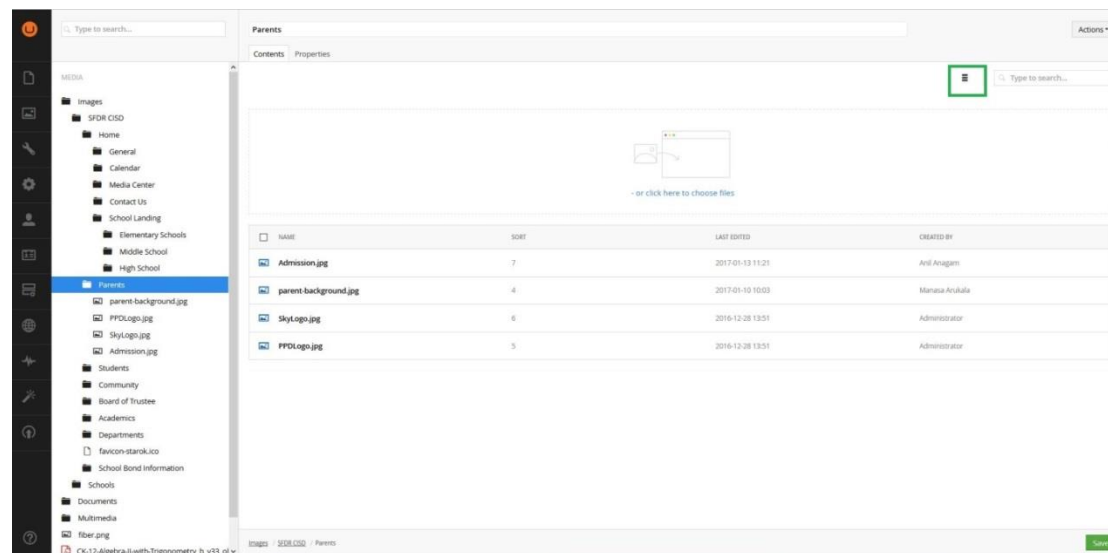 Type to search...
Parents
Actions
Contents Properties
MEDIA
Type to search...
Images
SFDR CISD
Home
General
Calendar
Media Center
Contact Us
School Landing
Elementary Schools
Middle School
High School
Parents
parent-background.jpg
PPDLogo.jpg
SkyLogo.jpg
Admission.jpg
Students
Community
Board of Trustee
Academics
Departments
favicon-starok.ico
School Bond Information
Schools
Documents
Multimedia
fiber.png
- or click here to choose files
NAME SORT LAST EDITED CREATED BY
Admission.jpg 7 2017-01-13 11:21 Anil Anagam
parent-background.jpg 4 2017-01-10 10:03 Manasa Arukala
SkyLogo.jpg 6 2016-12-28 13:51 Administrator
PPDLogo.jpg 5 2016-12-28 13:51 Administrator
Images / SFDR CISD / Parents
Save